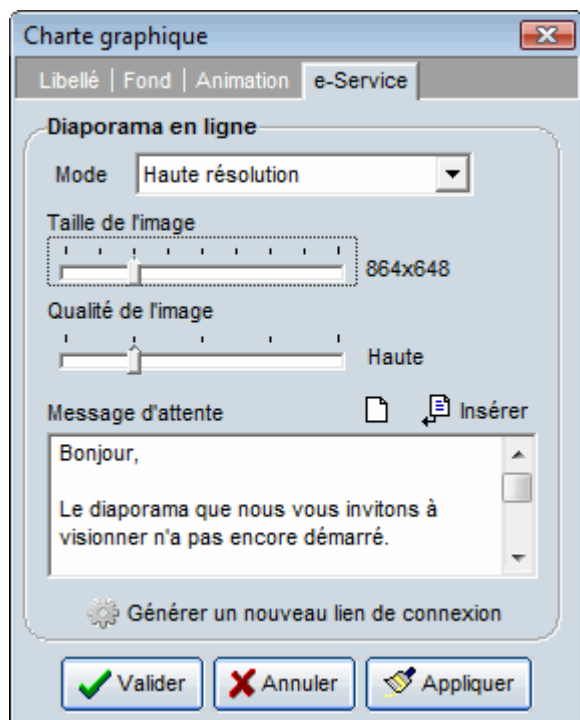 Charte graphique
Libellé | Fond | Animation | e-Service
Diaporama en ligne
Mode Haute résolution
Taille de l'image
864x648
Qualité de l'image
Haute
Message d'attente Insérer
Bonjour,
Le diaporama que nous vous invitons à
visionner n'a pas encore démarré.
Générer un nouveau lien de connexion
Valider Annuler Appliquer